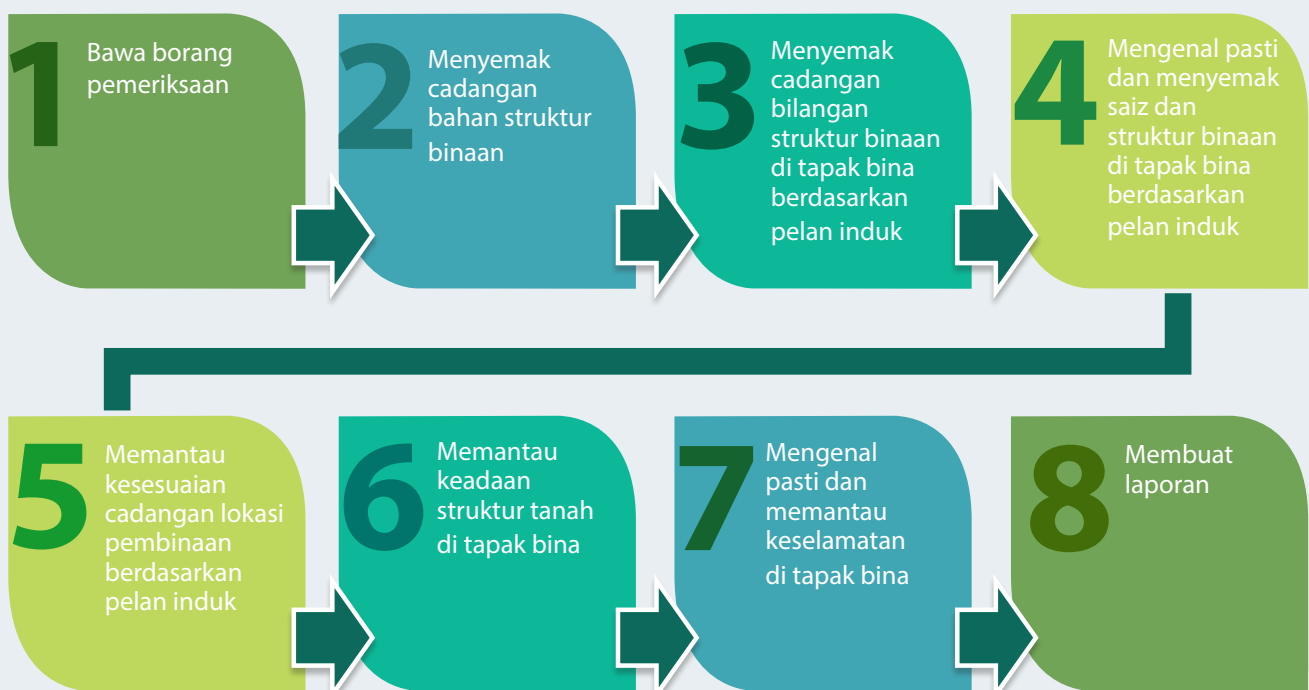 1
Bawa borang
pemeriksaan
2
Menyemak
cadangan
bahan struktur
binaan
3
Menyemak
cadangan
bilangan
struktur binaan
di tapak bina
berdasarkan
pelan induk
4
Mengenal pasti
dan menyemak
saiz dan
struktur binaan
di tapak bina
berdasarkan
pelan induk
5
Memantau
kesesuaian
cadangan lokasi
pembinaan
berdasarkan
pelan induk
6
Memantau
keadaan
struktur tanah
di tapak bina
7
Mengenal
pasti dan
memantau
keselamatan
di tapak bina
8
Membuat
laporan